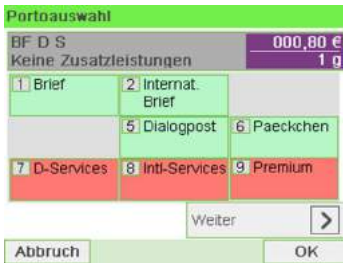 Portoauswahl
BF D S 000,80 €
Keine Zusatzleistungen 1 g
1 Brief 2 Internat. Brief
5 Dialogpost 6 Paeckchen
7 D-Services 8 Intl-Services 9 Premium
Weiter >
Abbruch OK